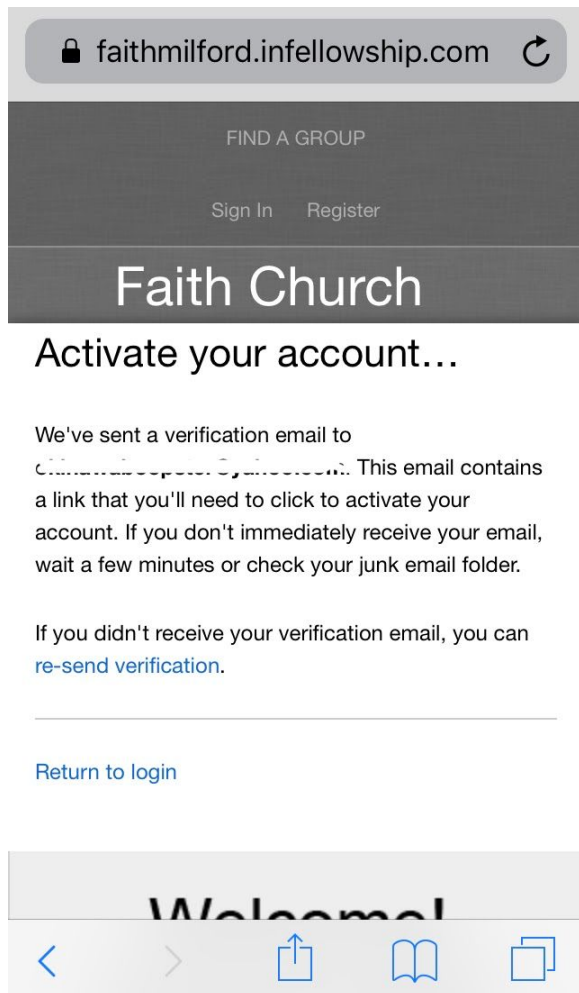 faithmilford.infellowship.com
FIND A GROUP
Sign In Register
Faith Church
Activate your account...
We've sent a verification email to
. This email contains
a link that you'll need to click to activate your
account. If you don't immediately receive your email,
wait a few minutes or check your junk email folder.
If you didn't receive your verification email, you can
re-send verification.
Return to login
Welcome!